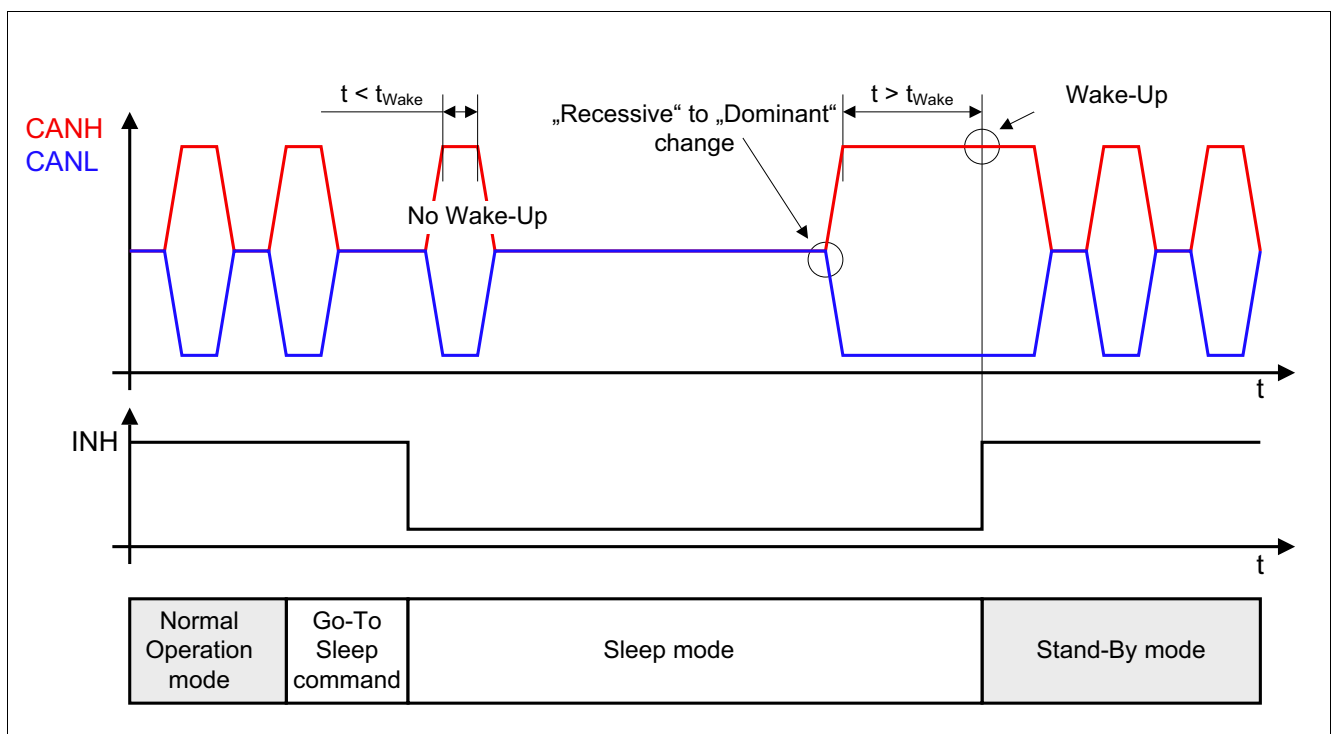 t < tWake
t > tWake
Wake-Up
„Recessive“ to „Dominant“
change
CANH
CANL
No Wake-Up
t
INH
t
Normal
Operation
mode
Go-To
Sleep
command
Sleep mode
Stand-By mode